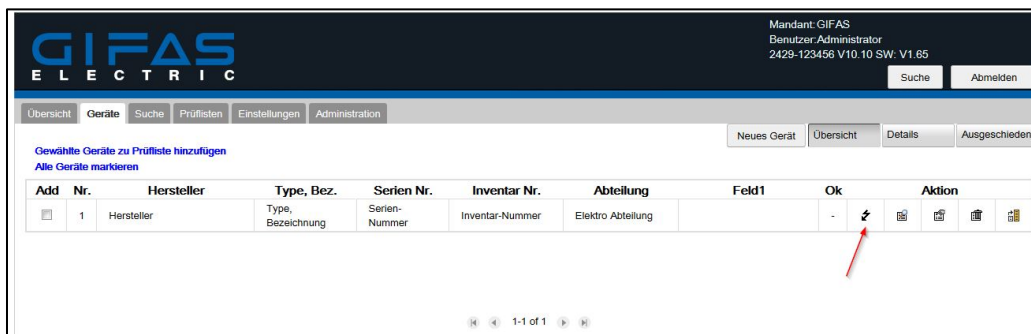 GIFAS
ELECTRIC
Mandant: GIFAS
Benutzer:Administrator
2429-123456 V10.10 SW: V1.65
Suche Abmelden
Übersicht Geräte Suche Prüflisten Einstellungen Administration
Neues Gerät Übersicht Details Ausgeschieden
Gewählte Geräte zu Prüfliste hinzufügen
Alle Geräte markieren
Add Nr. Hersteller Type, Bez. Serien Nr. Inventar Nr. Abteilung Feld1 Ok Aktion
1 Hersteller Type, Bezeichnung Serien-Nummer Inventar-Nummer Elektro Abteilung -
1-1 of 1